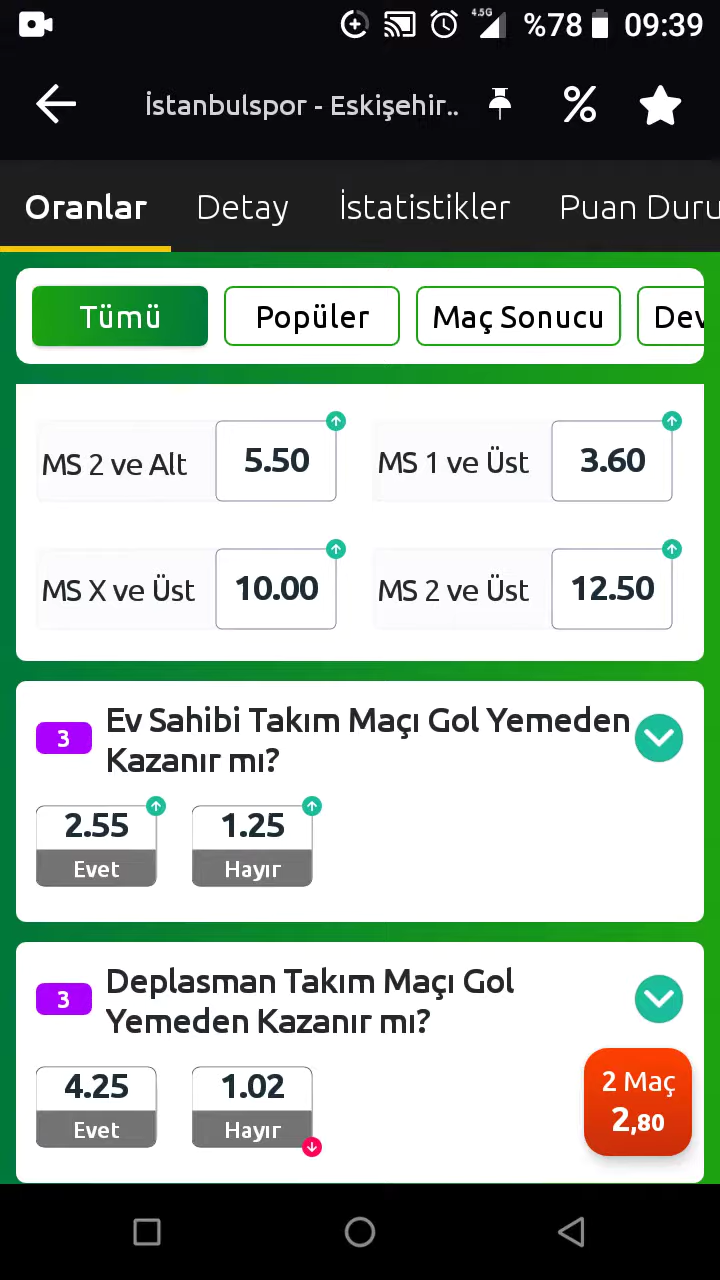 4.5G %78 09:39
İstanbulspor - Eskişehir.. %
Oranlar Detay İstatistikler Puan Duru
Tümü Popüler Maç Sonucu Dev
MS 2 ve Alt 5.50 MS 1 ve Üst 3.60
MS X ve Üst 10.00 MS 2 ve Üst 12.50
3 Ev Sahibi Takım Maçı Gol Yemeden
Kazanır mı?
2.55 1.25
Evet Hayır
3 Deplasman Takım Maçı Gol
Yemeden Kazanır mı?
4.25 1.02
Evet Hayır
2 Maç
2,80